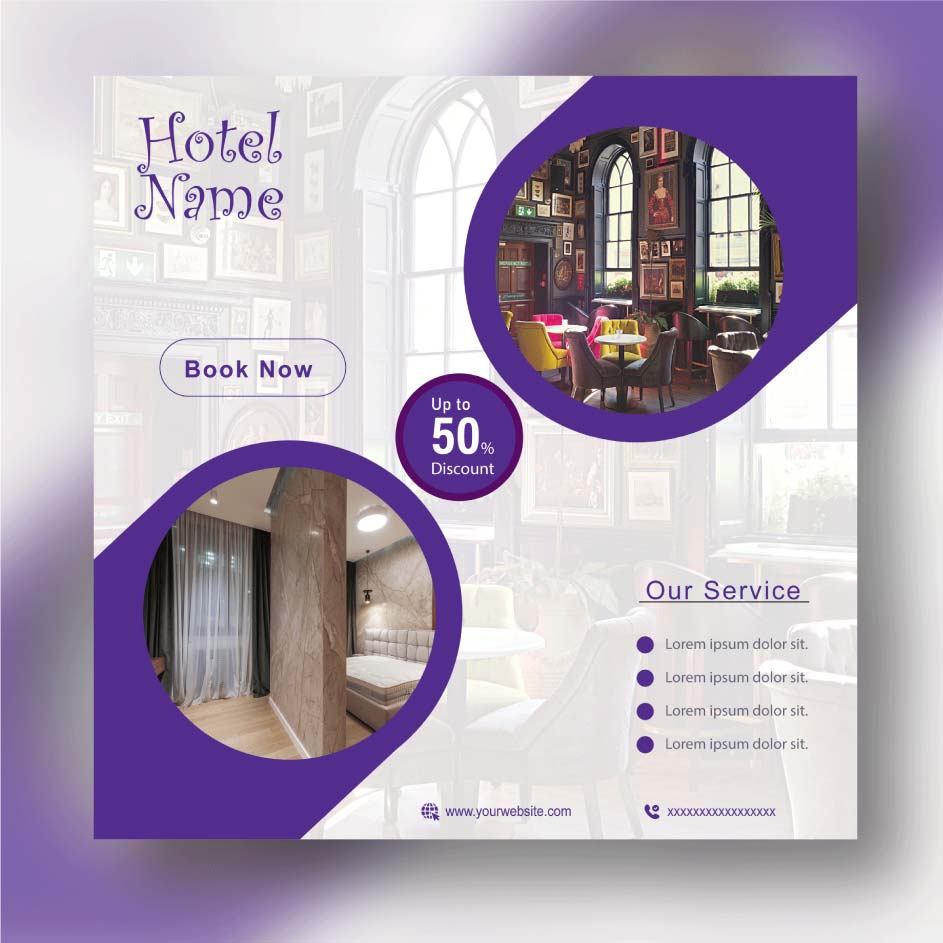 Hotel
Name
Book Now
Up to
50%
Discount
Our Service
Lorem ipsum dolor sit.
Lorem ipsum dolor sit.
Lorem ipsum dolor sit.
Lorem ipsum dolor sit.
www.yourwebsite.com
xxxxxxxxxxxxxxxxx